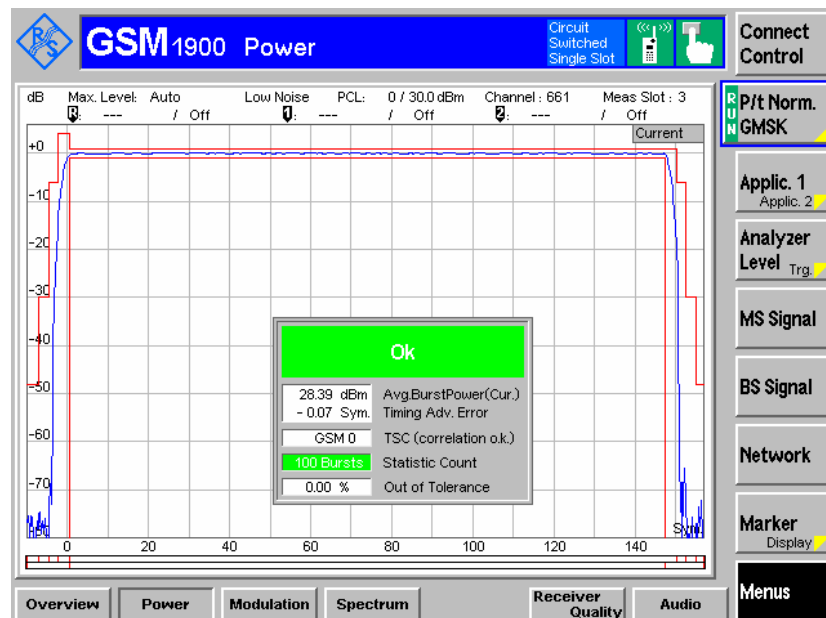 R&S
GSM 1900 Power
Circuit
Switched
Single Slot
Connect
Control
dB Max. Level: Auto Low Noise PCL: 0 / 30.0 dBm Channel : 661 Meas Slot : 3
R: --- / Off 1: --- / Off 2: --- / Off
RUN
P/t Norm.
GMSK
Current
+0
-10
-20
-30
-40
-50
-60
-70
Applic. 1
Applic. 2
Analyzer
Level Trg.
MS Signal
BS Signal
Network
Marker
Display
Menus
Ok
28.39 dBm Avg.BurstPower(Cur.)
- 0.07 Sym. Timing Adv. Error
GSM 0 TSC (correlation o.k.)
100 Bursts Statistic Count
0.00 % Out of Tolerance
0 20 40 60 80 100 120 140
Overview Power Modulation Spectrum Receiver Quality Audio